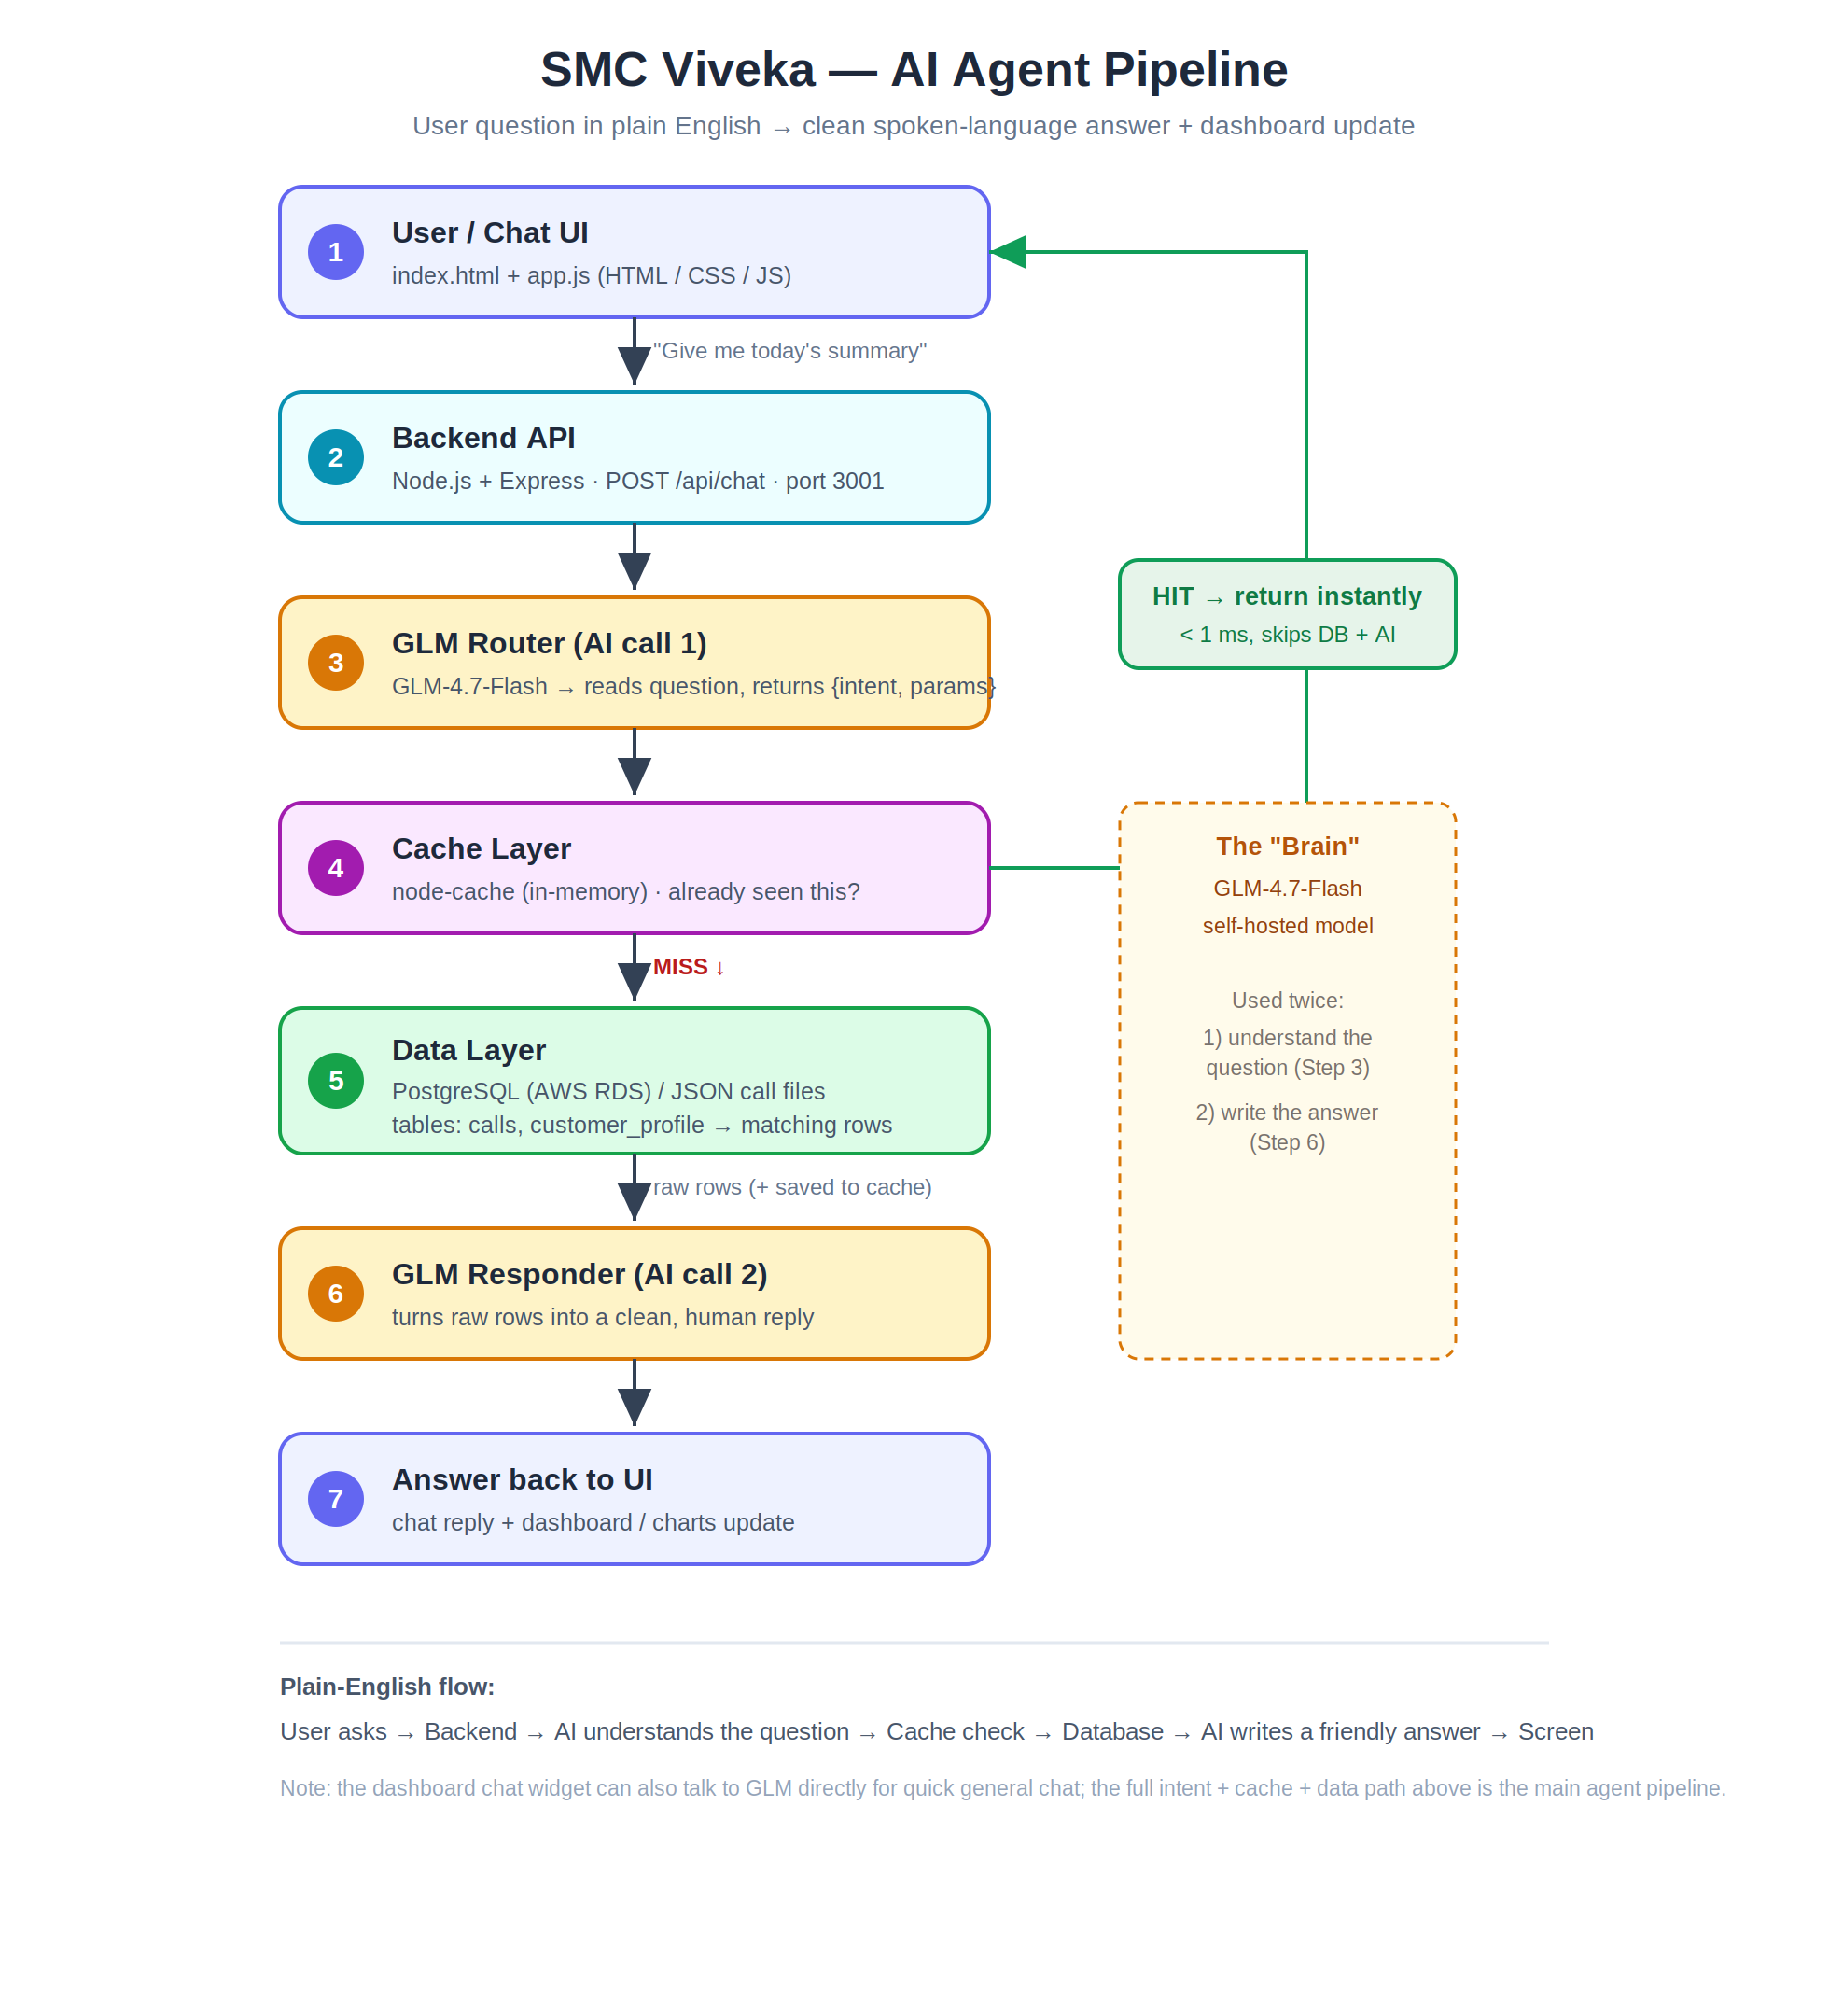 SMC Viveka — AI Agent Pipeline
User question in plain English → clean spoken-language answer + dashboard update
1
User / Chat UI
index.html + app.js (HTML / CSS / JS)
"Give me today's summary"
2
Backend API
Node.js + Express · POST /api/chat · port 3001
3
GLM Router (AI call 1)
GLM-4.7-Flash → reads question, returns {intent, params}
HIT → return instantly
< 1 ms, skips DB + AI
4
Cache Layer
node-cache (in-memory) · already seen this?
MISS ↓
The "Brain"
GLM-4.7-Flash
self-hosted model
Used twice:
1) understand the
question (Step 3)
2) write the answer
(Step 6)
5
Data Layer
PostgreSQL (AWS RDS) / JSON call files
tables: calls, customer_profile → matching rows
raw rows (+ saved to cache)
6
GLM Responder (AI call 2)
turns raw rows into a clean, human reply
7
Answer back to UI
chat reply + dashboard / charts update
Plain-English flow:
User asks → Backend → AI understands the question → Cache check → Database → AI writes a friendly answer → Screen
Note: the dashboard chat widget can also talk to GLM directly for quick general chat; the full intent + cache + data path above is the main agent pipeline.